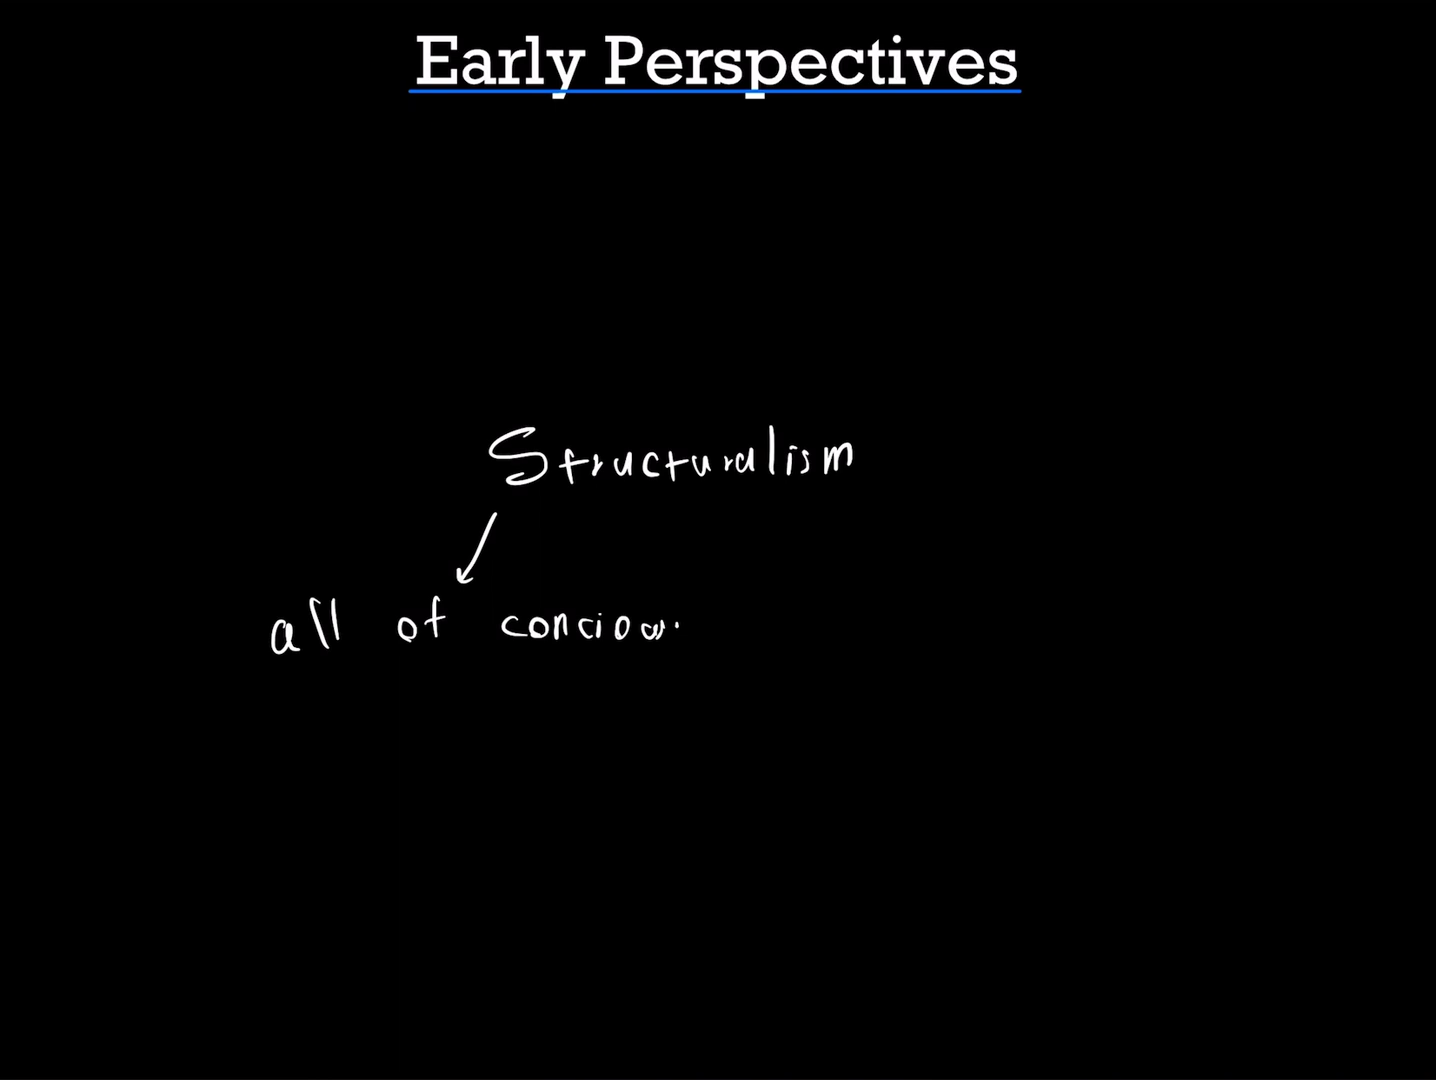 Early Perspectives
Structuralism
all of